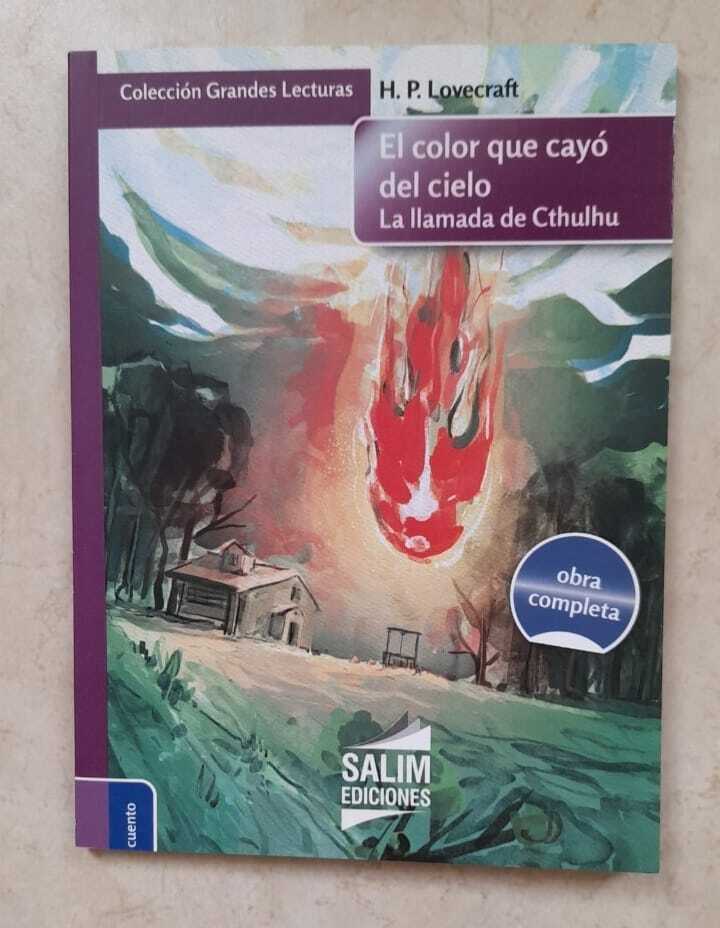 Colección Grandes Lecturas
H. P. Lovecraft
El color que cayó
del cielo
La llamada de Cthulhu
obra
completa
SALIM
EDICIONES
cuento